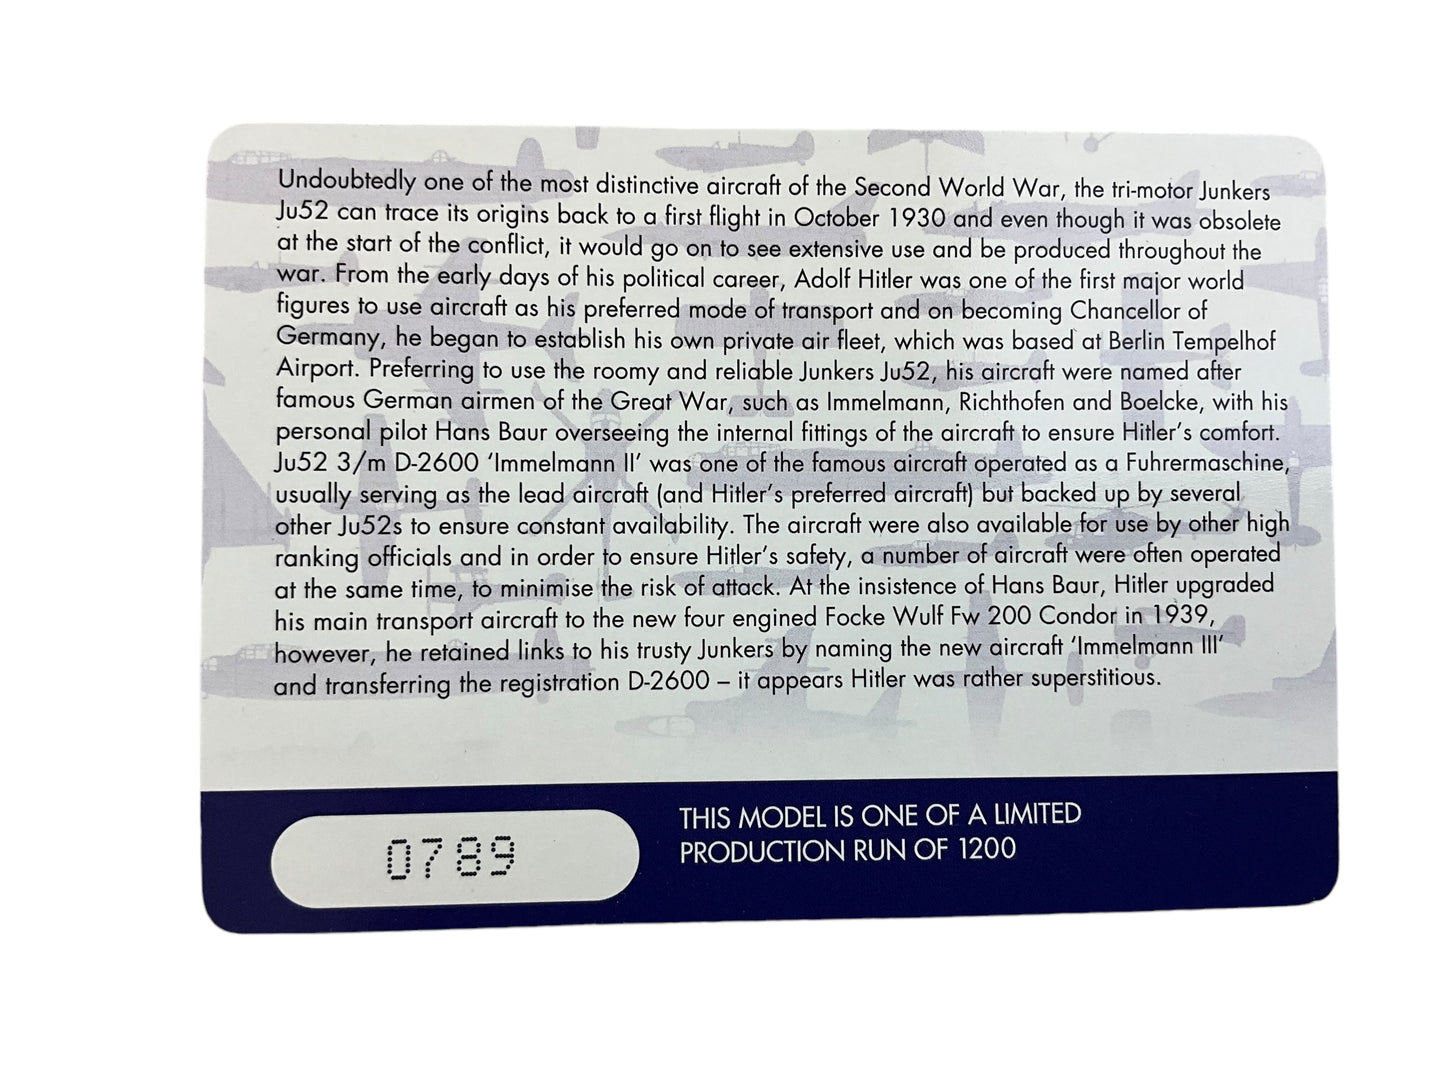 Undoubtedly one of the most distinctive aircraft of the Second World War, the tri-motor Junkers
Ju52 can trace its origins back to a first flight in October 1930 and even though it was obsolete
at the start of the conflict, it would go on to see extensive use and be produced throughout the
war. From the early days of his political career, Adolf Hitler was one of the first major world
figures to use aircraft as his preferred mode of transport and on becoming Chancellor of
Germany, he began to establish his own private air fleet, which was based at Berlin Tempelhof
Airport. Preferring to use the roomy and reliable Junkers Ju52, his aircraft were named after
famous German airmen of the Great War, such as Immelmann, Richthofen and Boelcke, with his
personal pilot Hans Baur overseeing the internal fittings of the aircraft to ensure Hitler's comfort.
Ju52 3/m D-2600 'Immelmann II' was one of the famous aircraft operated as a Fuhrermaschine,
usually serving as the lead aircraft (and Hitler's preferred aircraft) but backed up by several
other Ju52s to ensure constant availability. The aircraft were also available for use by other high
ranking officials and in order to ensure Hitler's safety, a number of aircraft were often operated
at the same time, to minimise the risk of attack. At the insistence of Hans Baur, Hitler upgraded
his main transport aircraft to the new four engined Focke Wulf Fw 200 Condor in 1939,
however, he retained links to his trusty Junkers by naming the new aircraft 'Immelmann III'
and transferring the registration D-2600 – it appears Hitler was rather superstitious.
0789
THIS MODEL IS ONE OF A LIMITED
PRODUCTION RUN OF 1200